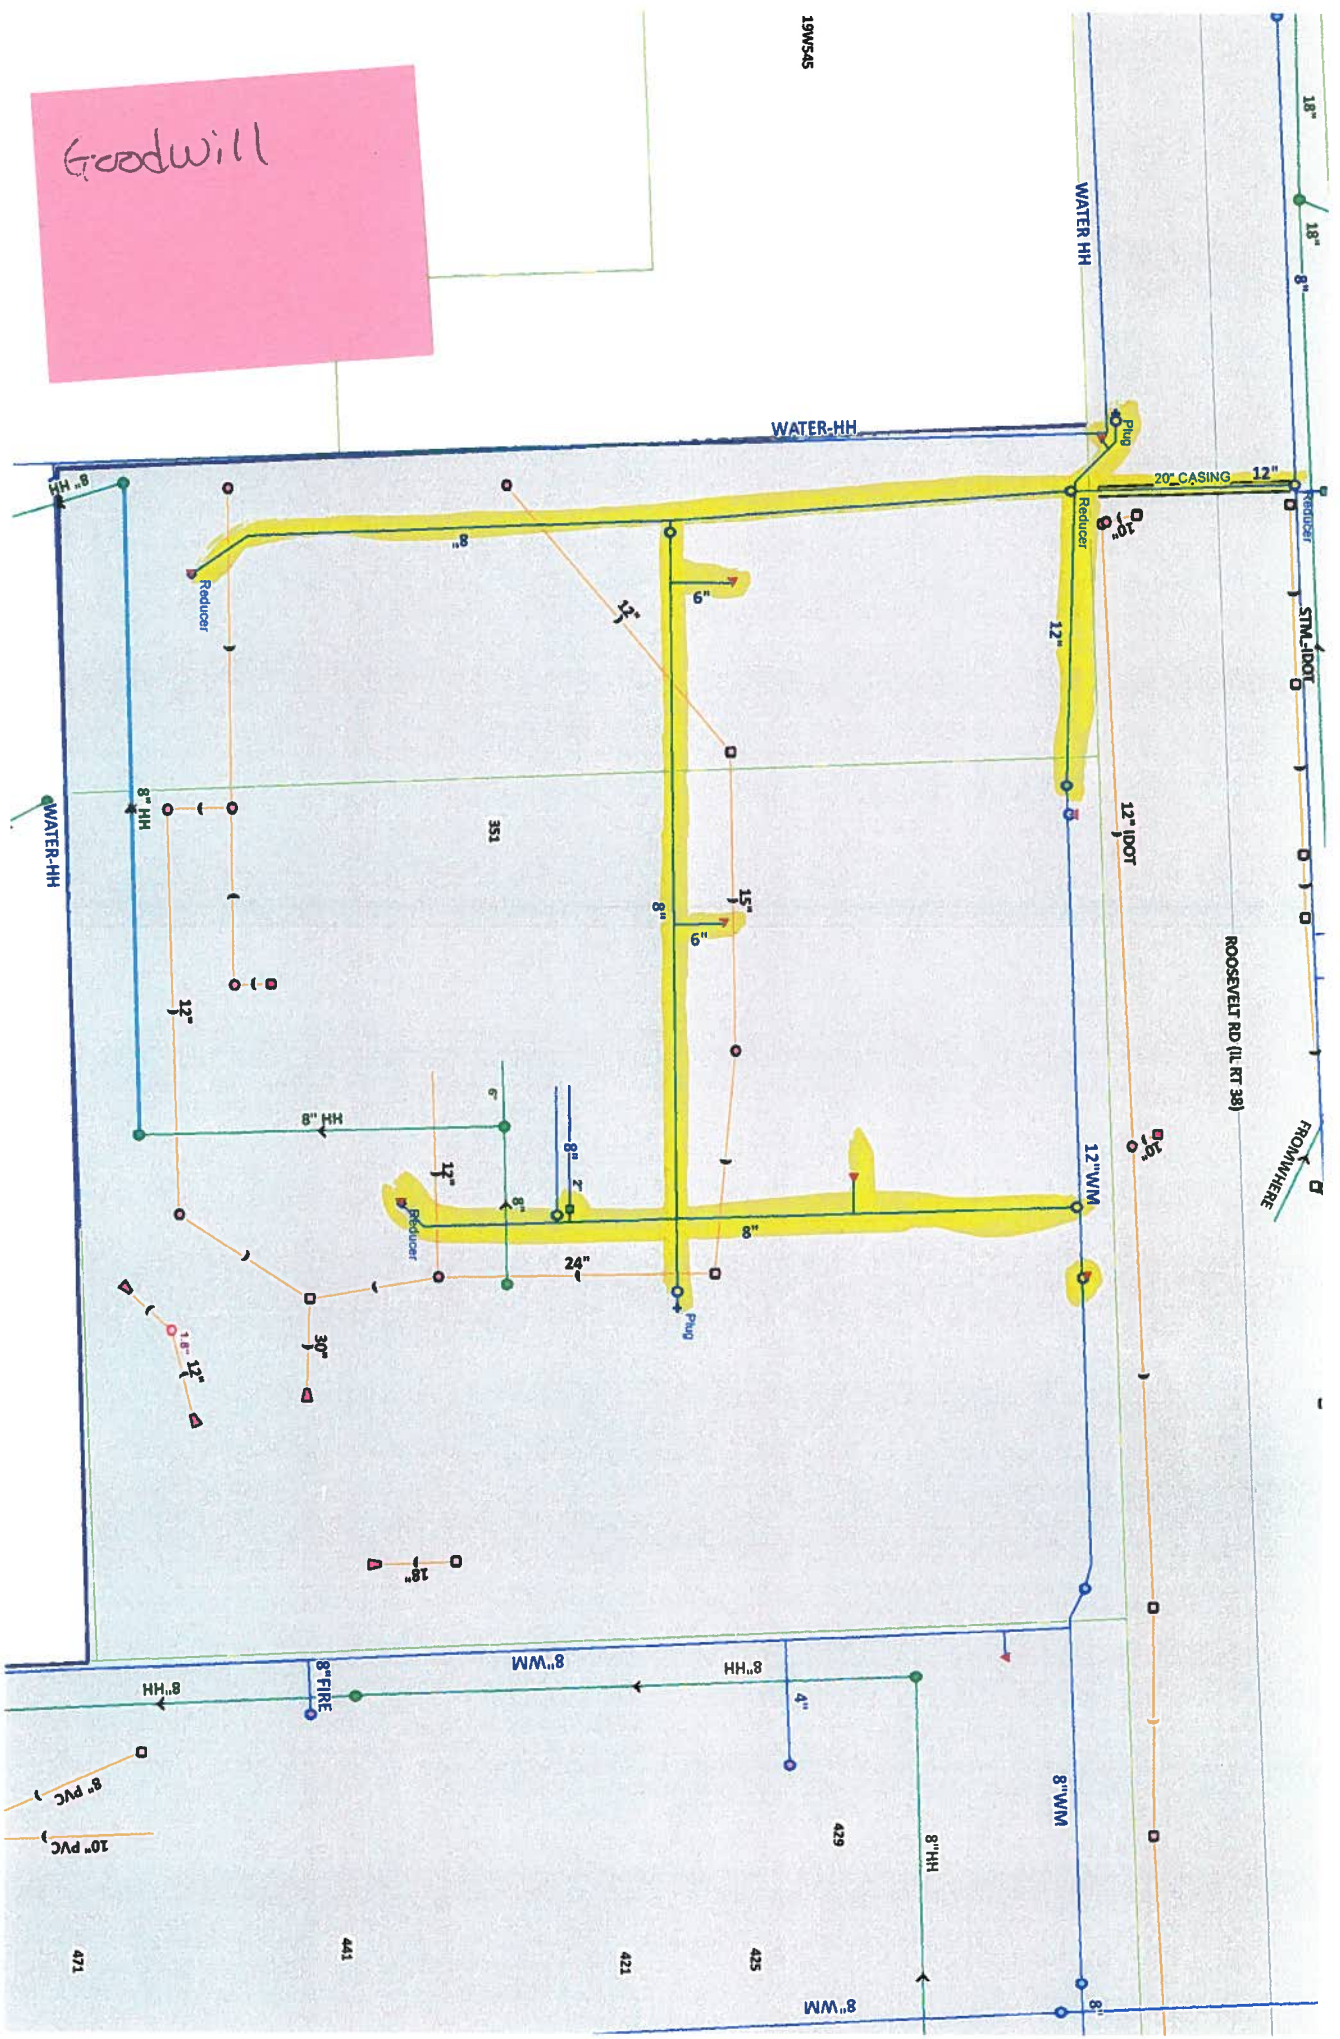 Goodwill
19W545
18"
18"
8"
WATER HH
WATER-HH
Plug
20" CASING
12"
Reducer
Reducer
10"
STM-IDOT
8" HH
8"
Reducer
6"
12"
12"
12" IDOT
8" HH
WATER-HH
351
15"
8"
6"
ROOSEVELT RD (IL RT 38)
12"
8" HH
6"
8"
2"
12"
8"
12"WM
10"
FROMWHERE
Reducer
8"
24"
Plug
30"
1.8"
12"
18"
8"WM
8"HH
8"FIRE
8"HH
4"
8"WM
8" PVC
10" PVC
429
8"HH
471
441
421
425
8"WM
8"